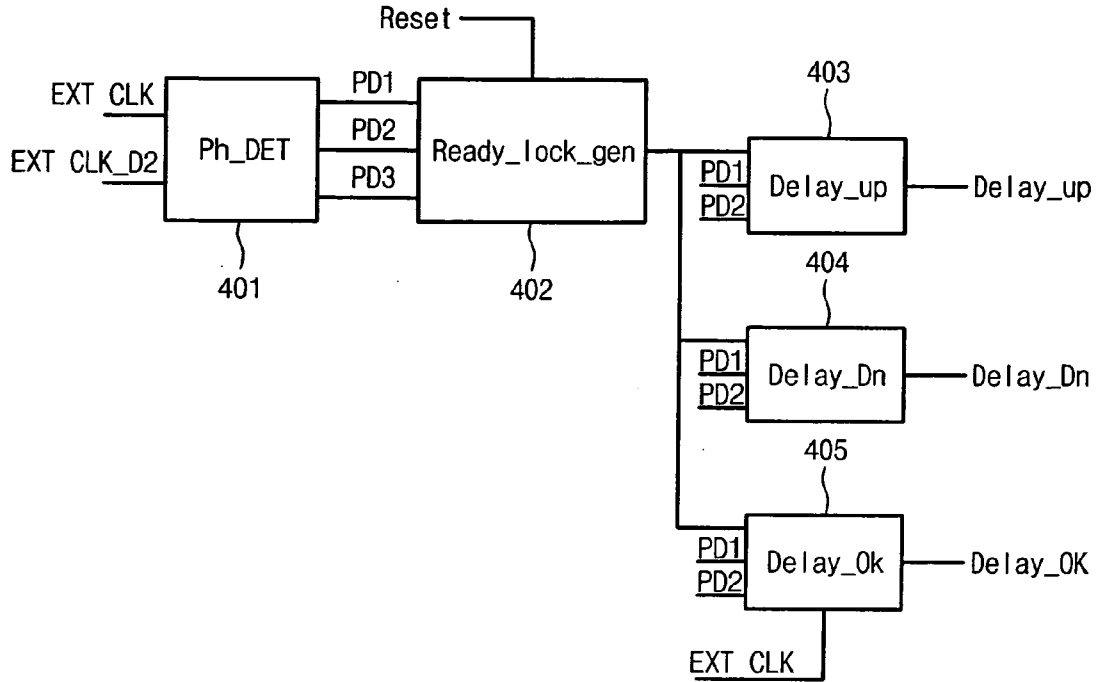 Reset
403
EXT CLK
PD1
PD2
Ph_DET
Ready_lock_gen
EXT CLK_D2
PD3
PD1
Delay_up
Delay_up
PD2
401
402
404
PD1
Delay_Dn
Delay_Dn
PD2
405
PD1
Delay_Ok
Delay_OK
PD2
EXT CLK